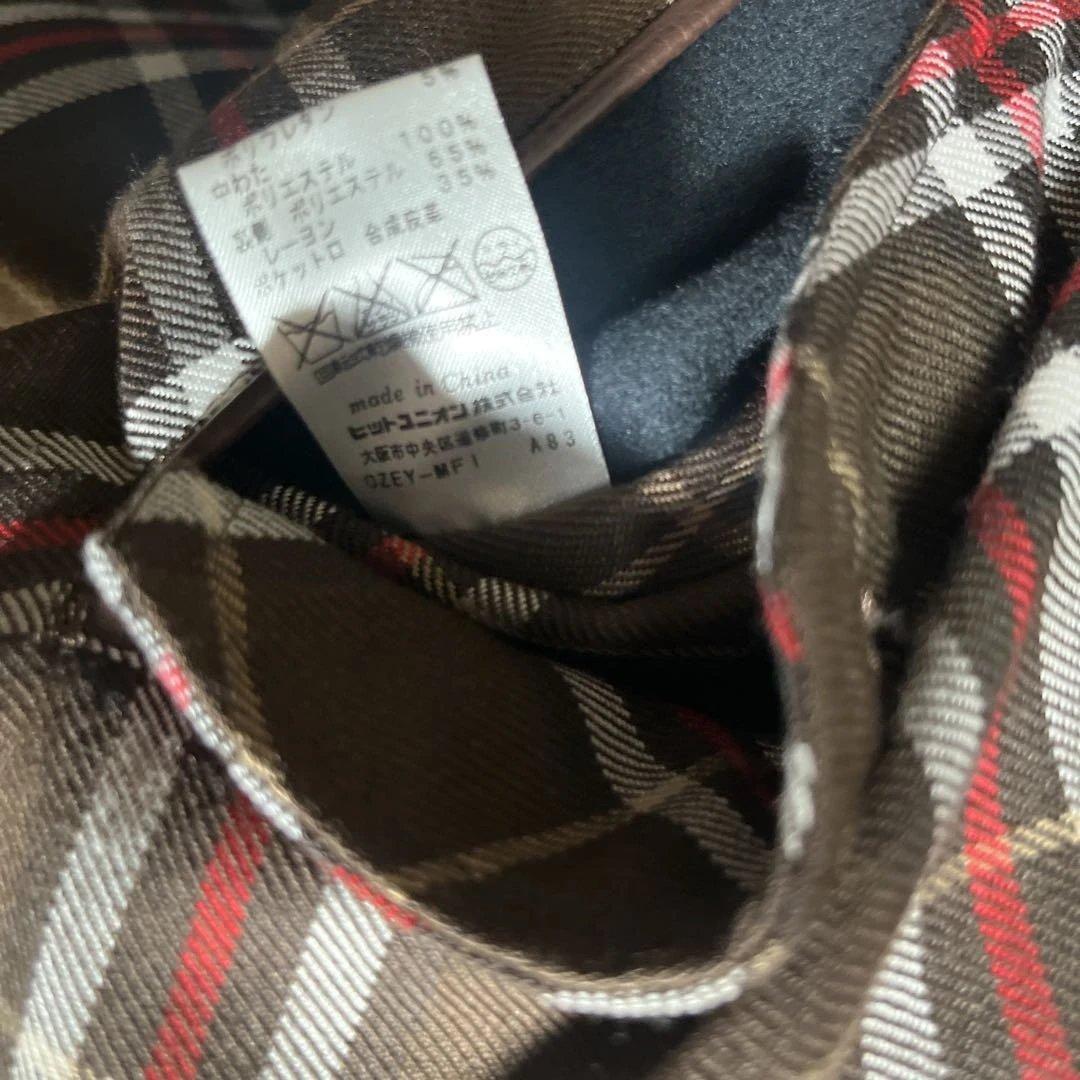 ポリウレタン 5%
中わた
ポリエステル 100%
裏 ポリエステル 65%
レーヨン 35%
ポケット口 合成皮革
made in China
ヒットユニオン株式会社
大阪市中央区道修町3-6-1
OZEY-MF1 A83